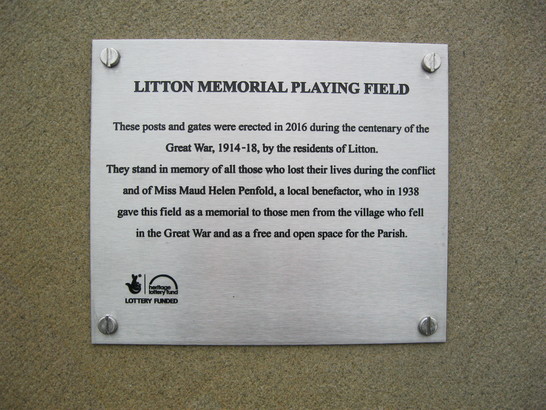 LITTON MEMORIAL PLAYING FIELD
These posts and gates were erected in 2016 during the centenary of the
Great War, 1914-18, by the residents of Litton.
They stand in memory of all those who lost their lives during the conflict
and of Miss Maud Helen Penfold, a local benefactor, who in 1938
gave this field as a memorial to those men from the village who fell
in the Great War and as a free and open space for the Parish.
heritage
lottery fund
LOTTERY FUNDED